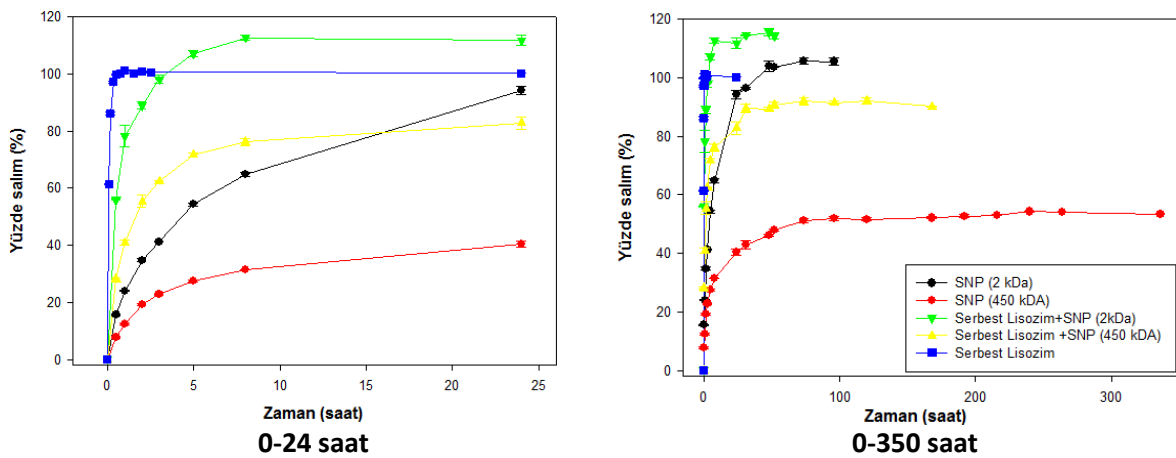 120
100
80
60
40
20
0
Yüzde salım (%)
0
5
10
15
20
25
Zaman (saat)
0-24 saat
120
100
80
60
40
20
0
Yüzde salım (%)
SNP (2 kDa)
SNP (450 kDA)
Serbest Lisozim+SNP (2kDa)
Serbest Lisozim +SNP (450 kDA)
Serbest Lisozim
0
100
200
300
Zaman (saat)
0-350 saat